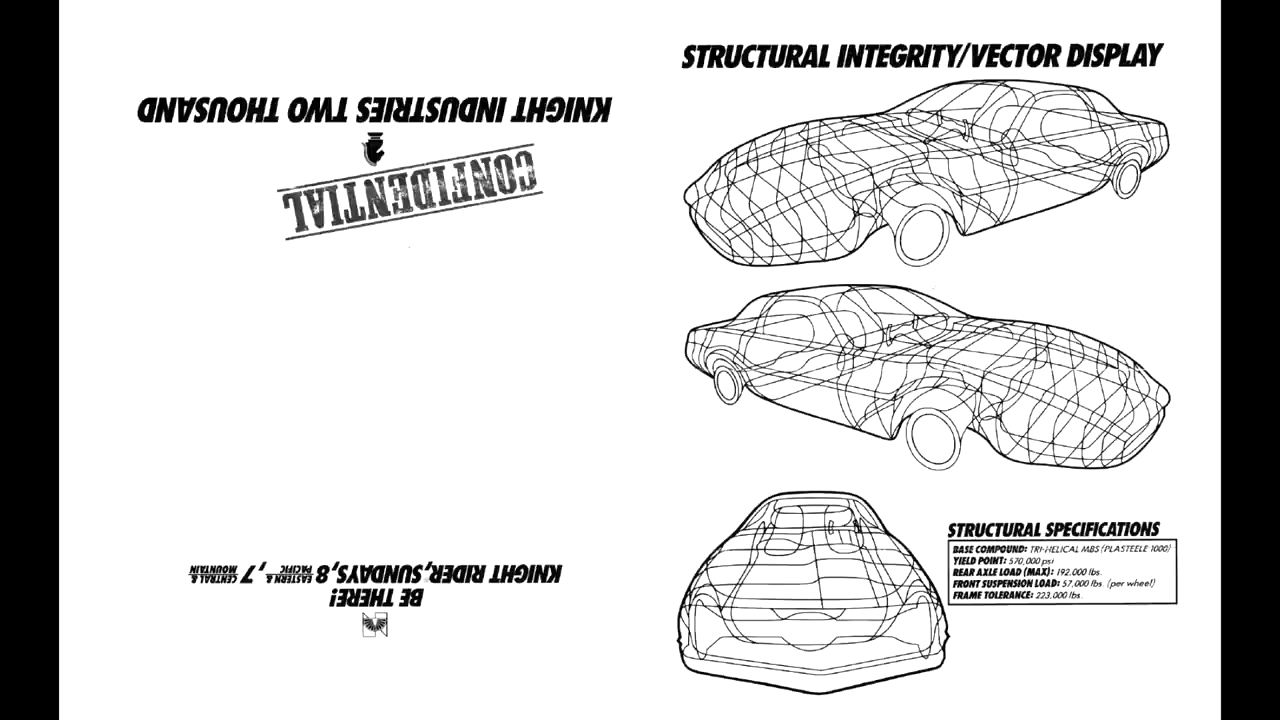 KNIGHT INDUSTRIES TWO THOUSAND
2
CONFIDENTIAL
KNIGHT RIDER, SUNDAYS, 8 EASTERN & PACIFIC, 7 CENTRAL & MOUNTAIN
BE THERE!
STRUCTURAL INTEGRITY/VECTOR DISPLAY
STRUCTURAL SPECIFICATIONS
BASE COMPOUND: TRI-HELICAL MBS (PLASTEELE 1000)
YIELD POINT: 570,000 psi
REAR AXLE LOAD (MAX): 192,000 lbs.
FRONT SUSPENSION LOAD: 57,000 lbs. (per wheel)
FRAME TOLERANCE: 223,000 lbs.